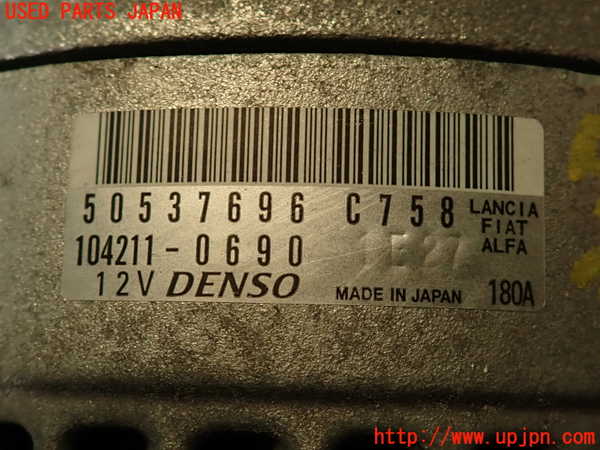 USED PARTS JAPAN
50537696 C758
LANCIA
FIAT
ALFA
104211-0690
1E27
12V DENSO MADE IN JAPAN 180A
http://www.upjpn.com/